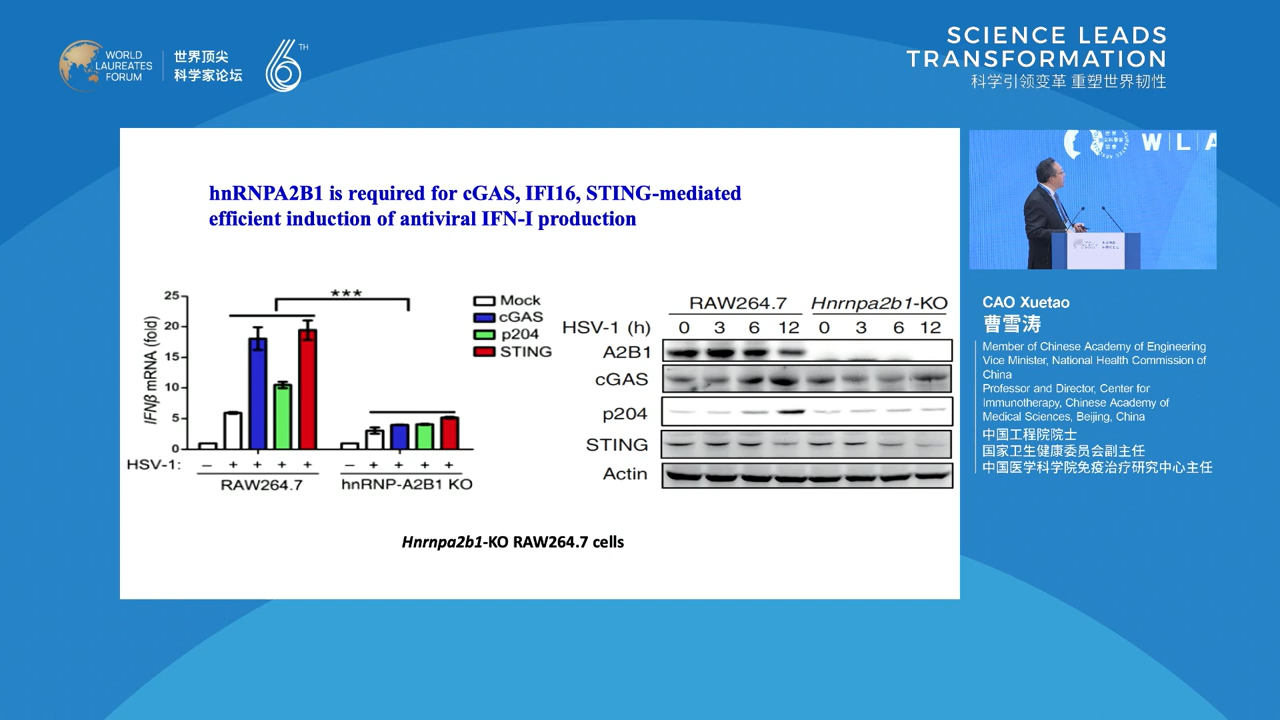 WORLD
LAUREATES
FORUM
世界顶尖
科学家论坛
6TH
SCIENCE LEADS
TRANSFORMATION
科学引领变革 重塑世界韧性
hnRNPA2B1 is required for cGAS, IFI16, STING-mediated
efficient induction of antiviral IFN-I production
IFNβ mRNA (fold)
25
20
15
10
5
0
***
Mock
cGAS
p204
STING
HSV-1: – + + + + – + + + +
RAW264.7 hnRNP-A2B1 KO
RAW264.7 Hnrnpa2b1-KO
HSV-1 (h) 0 3 6 12 0 3 6 12
A2B1
cGAS
p204
STING
Actin
Hnrnpa2b1-KO RAW264.7 cells
W L A
CAO Xuetao
曹雪涛
Member of Chinese Academy of Engineering
Vice Minister, National Health Commission of
China
Professor and Director, Center for
Immunotherapy, Chinese Academy of
Medical Sciences, Beijing, China
中国工程院院士
国家卫生健康委员会副主任
中国医学科学院免疫治疗研究中心主任